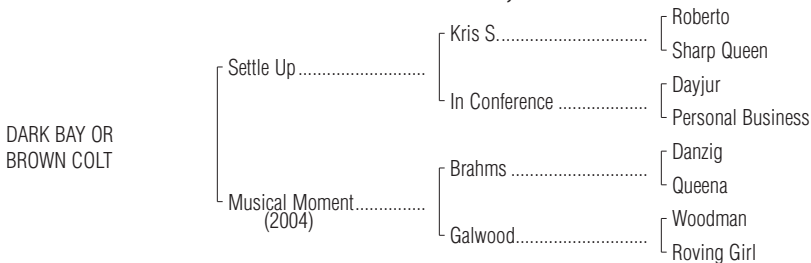 Roberto
Kris S.................................
Sharp Queen
Settle Up...........................
Dayjur
In Conference ...................
Personal Business
DARK BAY OR
BROWN COLT
Danzig
Brahms .............................
Queena
Musical Moment...............
(2004)
Woodman
Galwood............................
Roving Girl